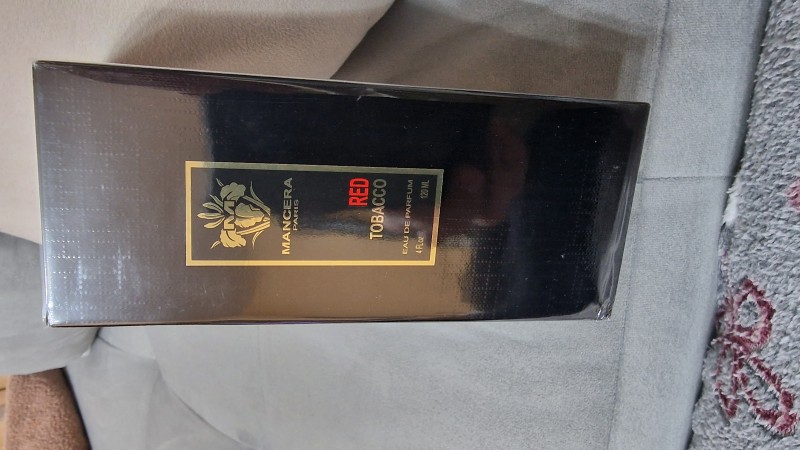 MANCERA
PARIS
RED
TOBACCO
EAU DE PARFUM
4 Fl.oz 120 ML